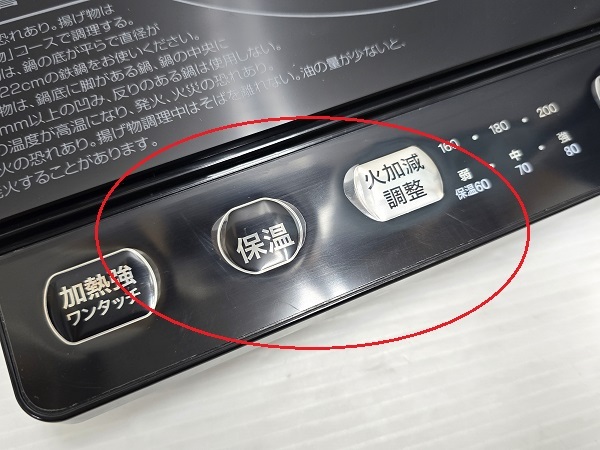 恐れあり。揚げ物は
物」コースで調理する。
は、鍋の底が平らで直径が
22cmの鉄鍋をお使いください。
物は、鍋底に脚がある鍋、鍋の中央に
mm以上の凹み、反りのある鍋は使用しない。
り温度が高温になり、発火、火災の恐れあり。
火の恐れあり。揚げ物調理中はそばを離れない。油の量が少ないと、
発火することがあります。
160・180・200
弱・中・強
保温60 70 80
火加減
調整
保温
加熱強
ワンタッチ